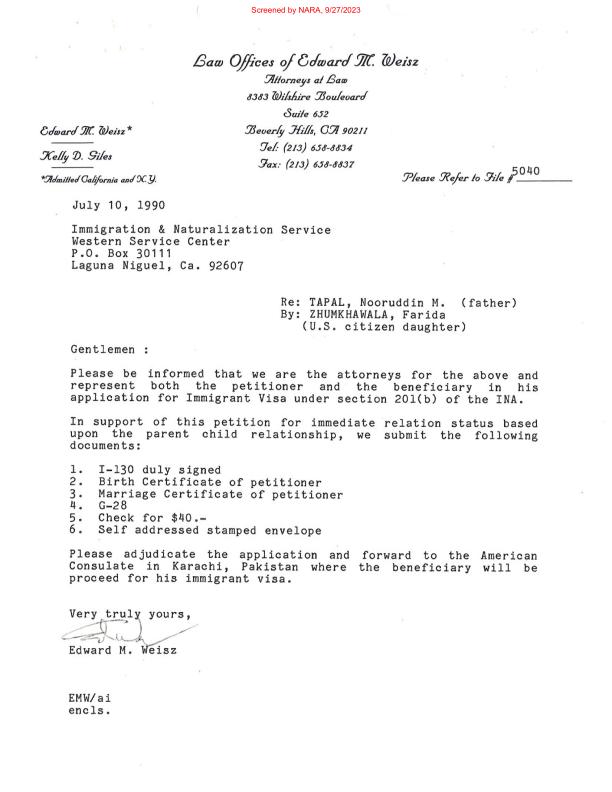 Screened by NARA, 9/27/2023
Law Offices of Edward M. Weisz
Attorneys at Law
8383 Wilshire Boulevard
Suite 652
Beverly Hills, CA 90211
Tel: (213) 658-8834
Fax: (213) 658-8837
Edward M. Weisz*
Kelly D. Giles
*Admitted California and N.Y.
Please Refer to File # 5040
July 10, 1990
Immigration & Naturalization Service
Western Service Center
P.O. Box 30111
Laguna Niguel, Ca. 92607
Re: TAPAL, Nooruddin M. (father)
By: ZHUMKHAWALA, Farida
(U.S. citizen daughter)
Gentlemen :
Please be informed that we are the attorneys for the above and
represent both the petitioner and the beneficiary in his
application for Immigrant Visa under section 201(b) of the INA.
In support of this petition for immediate relation status based
upon the parent child relationship, we submit the following
documents:
1. I-130 duly signed
2. Birth Certificate of petitioner
3. Marriage Certificate of petitioner
4. G-28
5. Check for $40.-
6. Self addressed stamped envelope
Please adjudicate the application and forward to the American
Consulate in Karachi, Pakistan where the beneficiary will be
proceed for his immigrant visa.
Very truly yours,
Edward M. Weisz
EMW/ai
encls.